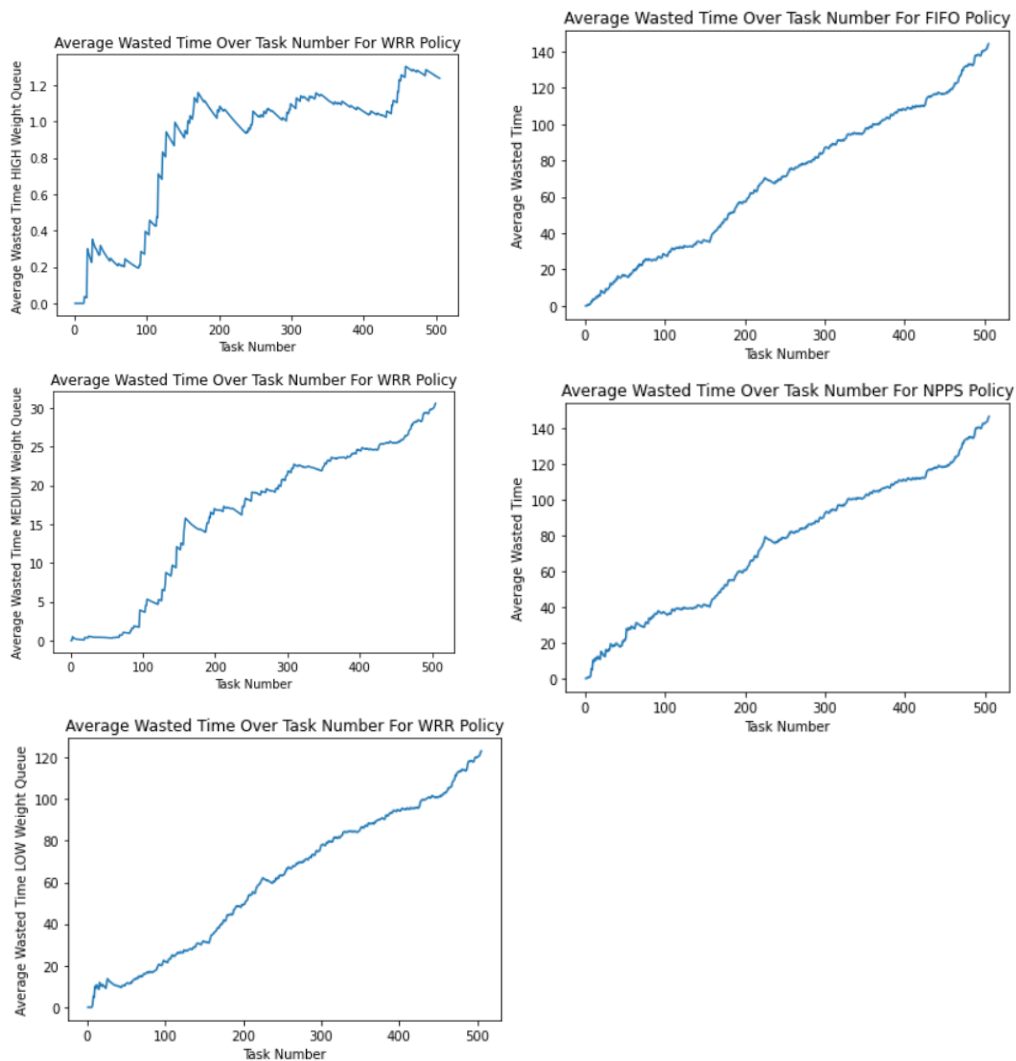 Average Wasted Time Over Task Number For WRR Policy
Average Wasted Time HIGH Weight Queue
1.2
1.0
0.8
0.6
0.4
0.2
0.0
0 100 200 300 400 500
Task Number
Average Wasted Time Over Task Number For FIFO Policy
Average Wasted Time
140
120
100
80
60
40
20
0
0 100 200 300 400 500
Task Number
Average Wasted Time Over Task Number For WRR Policy
Average Wasted Time MEDIUM Weight Queue
30
25
20
15
10
5
0
0 100 200 300 400 500
Task Number
Average Wasted Time Over Task Number For NPPS Policy
Average Wasted Time
140
120
100
80
60
40
20
0
0 100 200 300 400 500
Task Number
Average Wasted Time Over Task Number For WRR Policy
Average Wasted Time LOW Weight Queue
120
100
80
60
40
20
0
0 100 200 300 400 500
Task Number